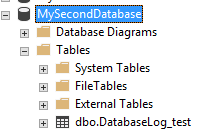 MySecondDatabase
Database Diagrams
Tables
System Tables
FileTables
External Tables
dbo.DatabaseLog_test